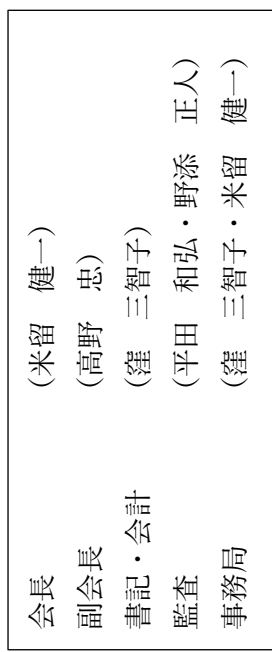 会長　　　　（米留　健一）
副会長　　　（高野　忠）
書記・会計　（窪　三智子）
監査　　　　（平田　和弘・野添　正人）
事務局　　　（窪　三智子・米留　健一）